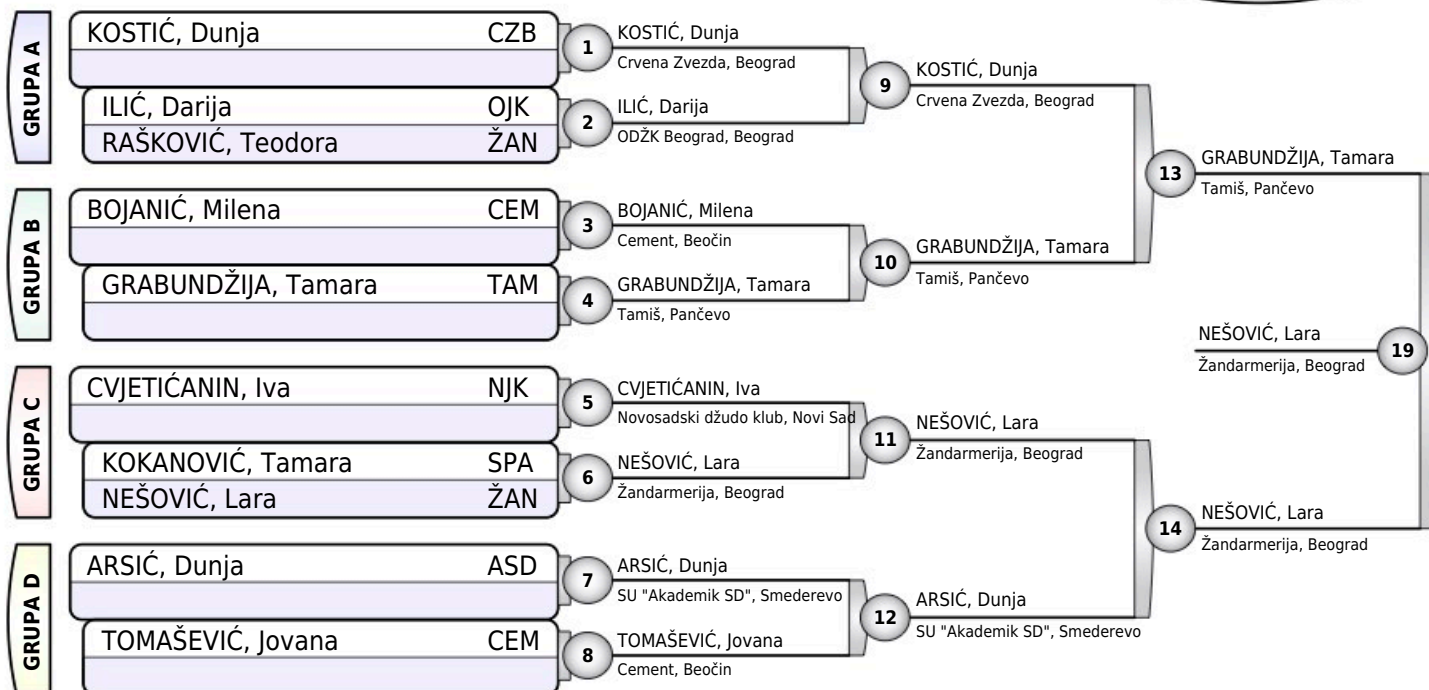 GRUPA A
KOSTIĆ, Dunja CZB
ILIĆ, Darija OJK
RAŠKOVIĆ, Teodora ŽAN
GRUPA B
BOJANIĆ, Milena CEM
GRABUNDŽIJA, Tamara TAM
GRUPA C
CVJETIĆANIN, Iva NJK
KOKANOVIĆ, Tamara SPA
NEŠOVIĆ, Lara ŽAN
GRUPA D
ARSIĆ, Dunja ASD
TOMAŠEVIĆ, Jovana CEM
1
KOSTIĆ, Dunja
Crvena Zvezda, Beograd
2
ILIĆ, Darija
ODŽK Beograd, Beograd
3
BOJANIĆ, Milena
Cement, Beočin
4
GRABUNDŽIJA, Tamara
Tamiš, Pančevo
5
CVJETIĆANIN, Iva
Novosadski džudo klub, Novi Sad
6
NEŠOVIĆ, Lara
Žandarmerija, Beograd
7
ARSIĆ, Dunja
SU "Akademik SD", Smederevo
8
TOMAŠEVIĆ, Jovana
Cement, Beočin
9
KOSTIĆ, Dunja
Crvena Zvezda, Beograd
10
GRABUNDŽIJA, Tamara
Tamiš, Pančevo
11
NEŠOVIĆ, Lara
Žandarmerija, Beograd
12
ARSIĆ, Dunja
SU "Akademik SD", Smederevo
13
GRABUNDŽIJA, Tamara
Tamiš, Pančevo
14
NEŠOVIĆ, Lara
Žandarmerija, Beograd
NEŠOVIĆ, Lara
Žandarmerija, Beograd
19